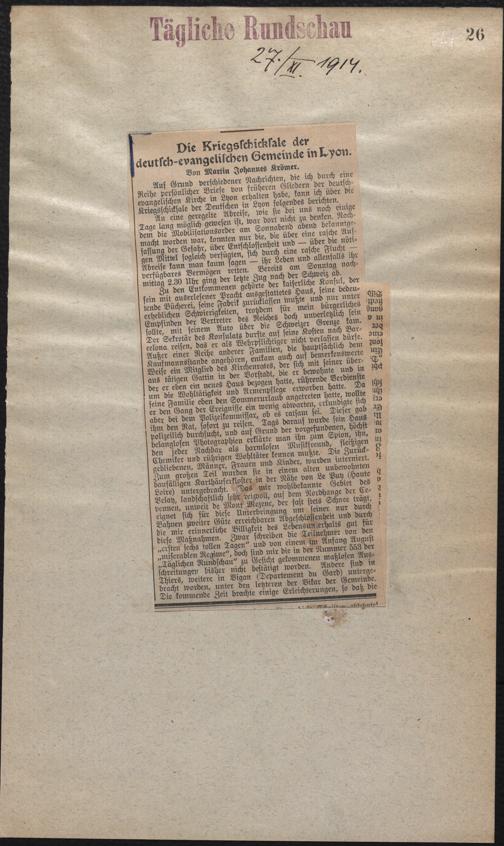 Tägliche Rundschau
26
27./XI. 1914.
Die Kriegsschicksale der
deutsch-evangelischen Gemeinde in Lyon.
Von Martin Johannes Krömer.
Auf Grund verschiedener Nachrichten, die ich durch eine
Reihe persönlicher Briefe von früheren Gliedern der deutsch-
evangelischen Kirche in Lyon erhalten habe, kann ich über die
Kriegsschicksale der Deutschen in Lyon folgendes berichten.
An eine geregelte Abreise, wie sie bei uns noch einige
Tage lang möglich gewesen ist, war dort nicht zu denken. Nach-
dem die Mobilisationsorder am Sonnabend abend bekanntge-
macht worden war, konnten nur die, die über eine rasche Auf-
fassung der Gefahr, über Entschlossenheit und — über die nöti-
gen Mittel sogleich verfügten, sich durch eine rasche Flucht —
Abreise kann man kaum sagen — ihr Leben und allenfalls ihr
verfügbares Vermögen retten. Bereits am Sonntag nach-
mittag 2.30 Uhr ging der letzte Zug nach der Schweiz ab.
Zu den Entkommenen gehörte der kaiserliche Konsul, der
sein mit auserlesener Pracht ausgestattetes Haus, seine bedeu-
tende Bücherei, seine Fabrik zurücklassen mußte und nur unter
erheblichen Schwierigkeiten, trotzdem für mein bürgerliches
Empfinden der Vertreter des Reiches doch unverletzlich sein
sollte, mit seinem Auto über die Schweizer Grenze kam.
Der Sekretär des Konsulats durfte auf seine Kosten nach Bar-
celona reisen, das er als Wehrpflichtiger nicht verlassen dürfe.
Außer einer Reihe anderer Familien, die hauptsächlich dem
Kaufmannsstande angehören, entkam auch auf bemerkenswerte
Weise ein Mitglied des Kirchenrates, der sich mit seiner über-
aus tätigen Gattin in der Vorstadt, die er bewohnte und in
der er eben ein neues Haus bezogen hatte, rührende Verdienste
um die Wohltätigkeit und Armenpflege erworben hatte. Da
seine Familie eben den Sommerurlaub angetreten hatte, wollte
er den Gang der Ereignisse ein wenig abwarten, erkundigte sich
aber bei dem Polizeikommissar, ob es ratsam sei. Dieser gab
ihm den Rat, sofort zu reisen. Tags darauf wurde sein Haus
polizeilich durchsucht, und auf Grund der vorgefundenen, höchst
belanglosen Photographien erklärte man ihn zum Spion, ihn,
den jeder Nachbar als harmlosen Musikfreund, fleißigen
Chemiker und rührigen Wohltäter kennen mußte. Die Zurück-
gebliebenen, Männer, Frauen und Kinder, wurden interniert.
Zum großen Teil wurden sie in einem alten unbewohnten
baufälligen Karthäuserkloster in der Nähe von Le Puy (Haute
Loire) untergebracht. Das mir wohlbekannte Gebiet des
Velay, landschaftlich sehr reizvoll, auf dem Nordhange der Ce-
vennen, unweit de Mont Mezenc, der fast stets Schnee trägt,
eignet sich für diese Unterbringung um seiner nur durch
Bahnen zweiter Güte erreichbaren Abgeschlossenheit und durch
die mir erinnerliche Billigkeit des Lebensunterhalts gut für
diese Maßnahmen. Zwar schreiben die Teilnehmer von den
„ersten sechs tollen Tagen“ und von einem im Anfang August
„miserablen Regime“, doch sind mir die in der Nummer 553 der
„Täglichen Rundschau“ zu Gesicht gekommenen maßlosen Aus-
schreitungen bisher nicht bestätigt worden. Andere sind in
Thiers, weitere in Vigan (Departement du Gard) unterge-
bracht worden, unter den letzteren der Vikar der Gemeinde.
Die kommende Zeit brachte einige Erleichterungen, so daß die